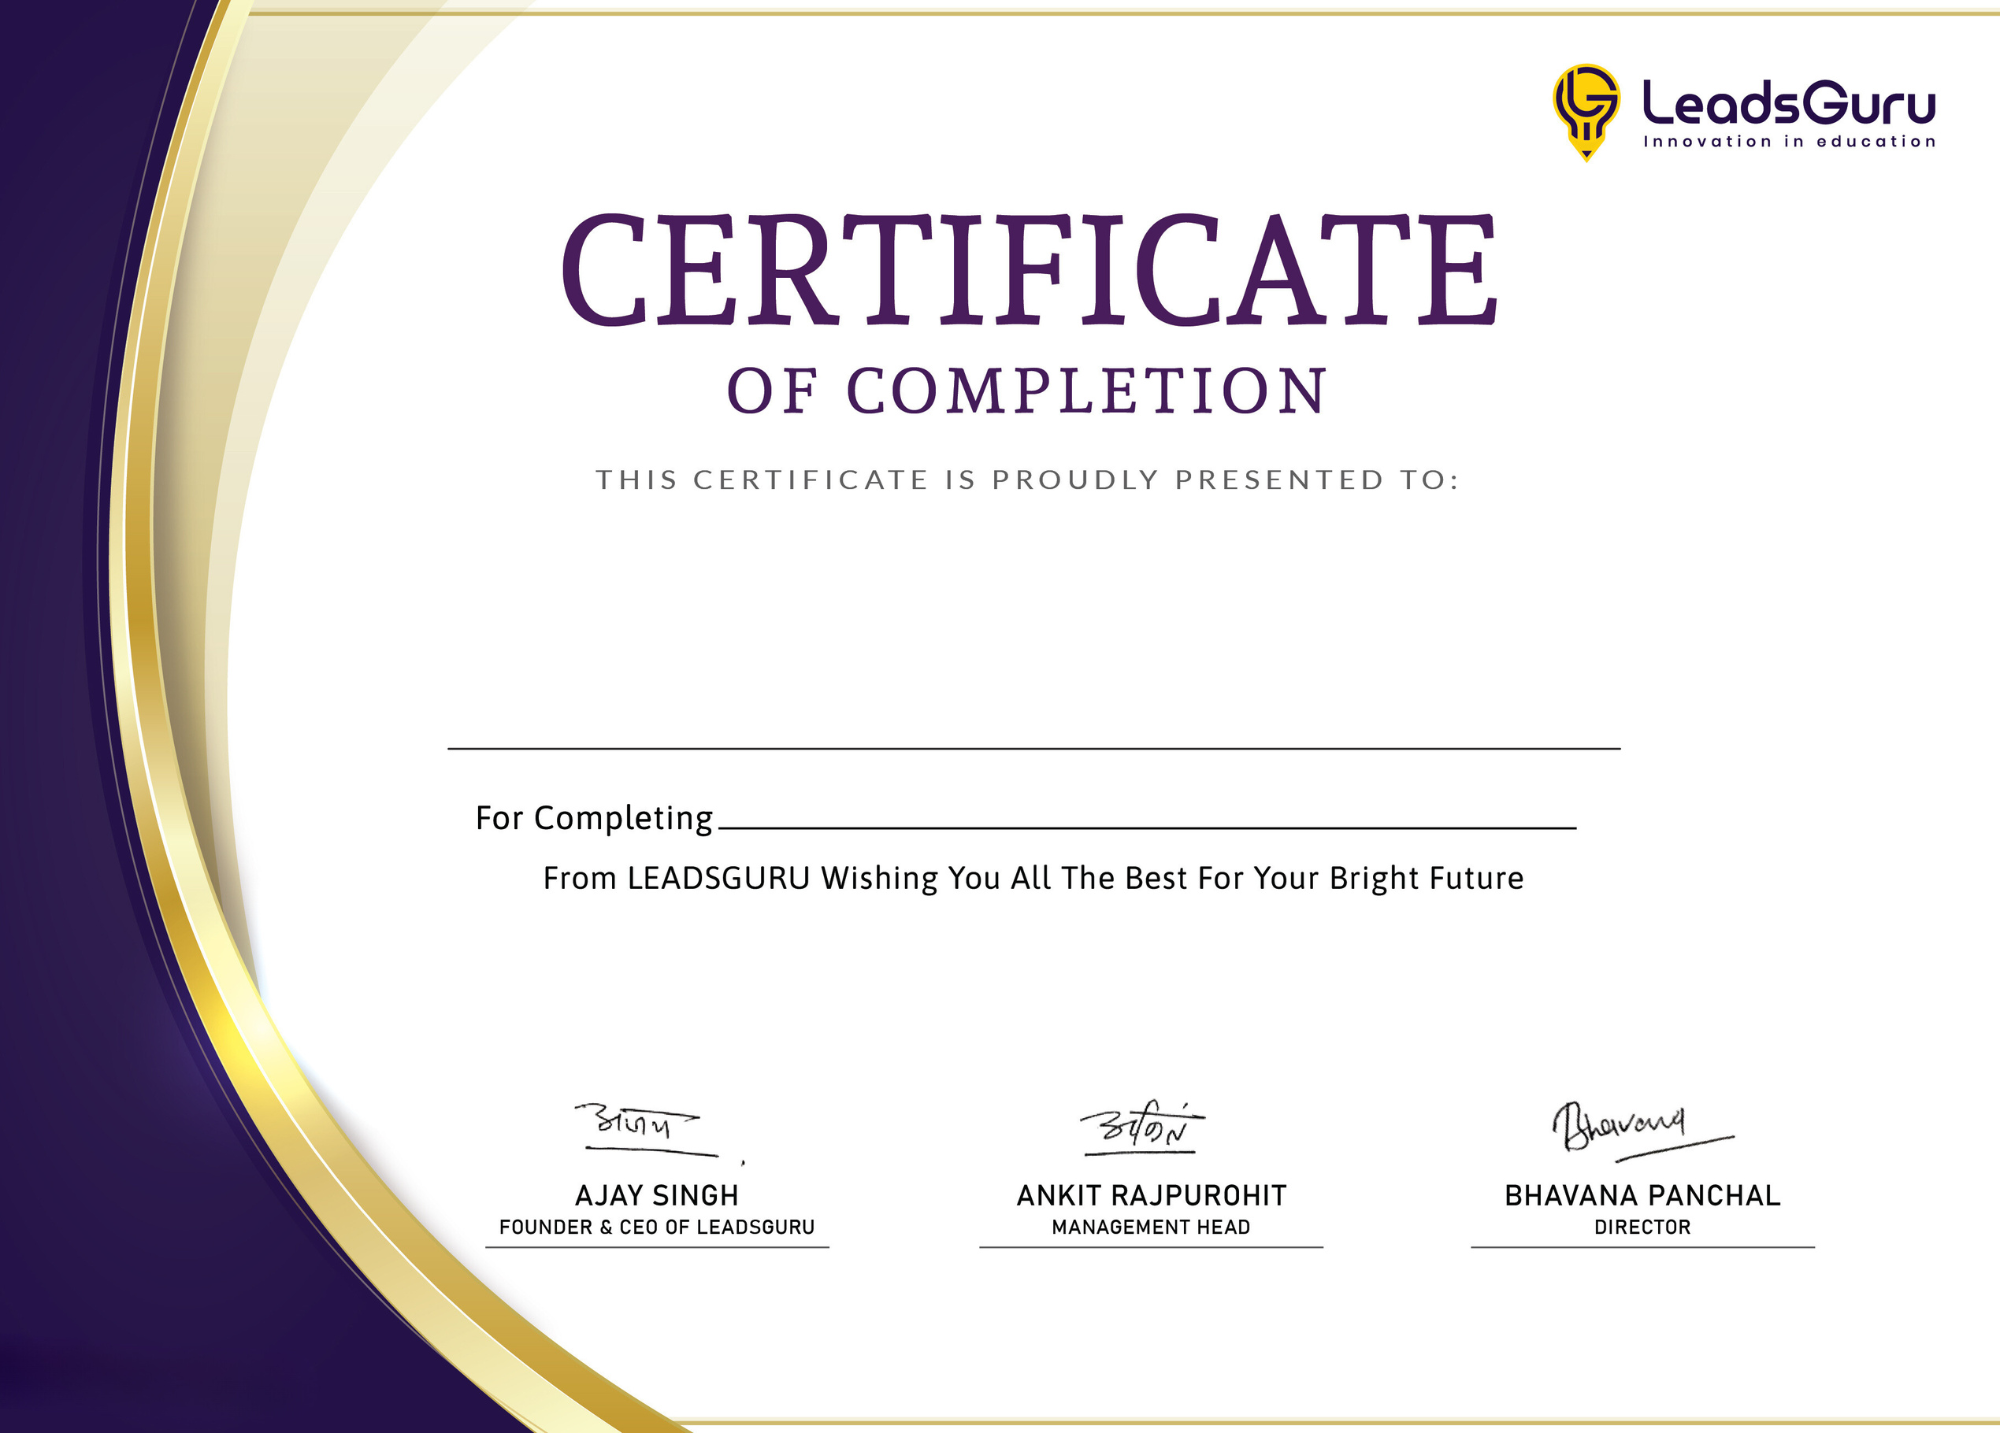 LeadsGuru
Innovation in education
CERTIFICATE
OF COMPLETION
THIS CERTIFICATE IS PROUDLY PRESENTED TO:
For Completing
From LEADSGURU Wishing You All The Best For Your Bright Future
अजय
अंकित
Bhavana
AJAY SINGH
FOUNDER & CEO OF LEADSGURU
ANKIT RAJPUROHIT
MANAGEMENT HEAD
BHAVANA PANCHAL
DIRECTOR